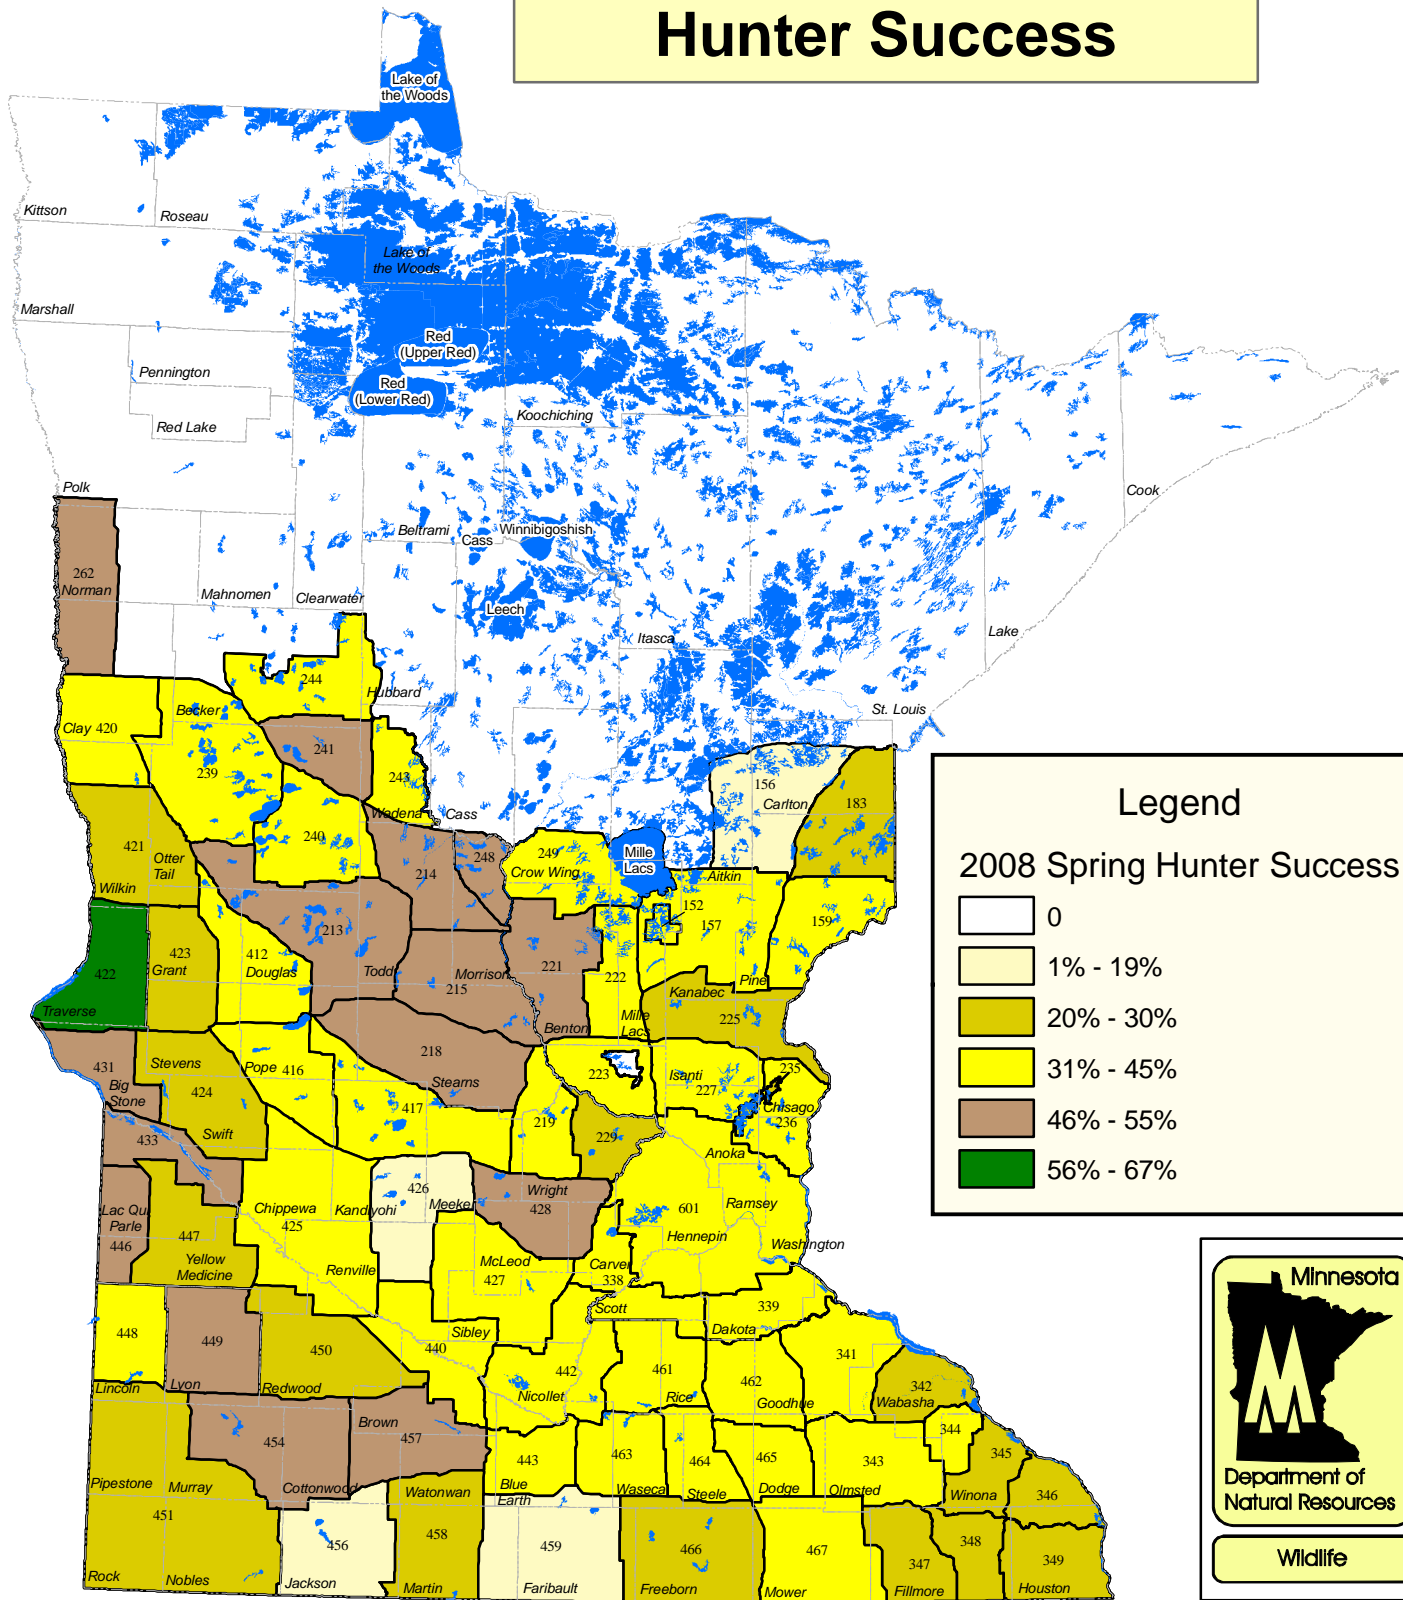 Hunter Success
Lake of
the Woods
Kittson
Roseau
Lake of
the Woods
Marshall
Red
(Upper Red)
Pennington
Red
(Lower Red)
Koochiching
Red Lake
Polk
Cook
Beltrami
Winnibigoshish
Cass
262
Norman
Mahnomen
Clearwater
Leech
Itasca
Lake
244
Hubbard
Becker
St. Louis
Clay 420
241
239
243
156
Carlton
183
Wadena
Cass
240
421
Otter
Tail
Wilkin
214
248
249
Crow Wing
Mille
Lacs
Aitkin
152
157
159
213
412
Douglas
423
Grant
422
Todd
Morrison
215
221
222
Pine
Kanabec
225
Traverse
Benton
Mille
Lacs
431
Big
Stone
Stevens
424
Pope 416
218
Stearns
223
Isanti
227
235
Chisago
236
417
219
229
433
Swift
Anoka
426
Wright
428
Meeker
Kandiyohi
Chippewa
425
601
Ramsey
Hennepin
Washington
Lac Qui
Parle
446
447
Yellow
Medicine
Renville
McLeod
427
Carver
338
Scott
339
Dakota
448
449
450
Sibley
440
442
461
462
341
342
Lincoln
Lyon
Redwood
Nicollet
Rice
Goodhue
Wabasha
Brown
457
454
Cottonwood
443
463
464
465
343
344
345
Pipestone
Murray
Watonwan
Blue
Earth
Waseca
Steele
Dodge
Olmsted
Winona
346
451
456
458
459
466
467
347
348
349
Rock
Nobles
Jackson
Martin
Faribault
Freeborn
Mower
Fillmore
Houston
Legend
2008 Spring Hunter Success
0
1% - 19%
20% - 30%
31% - 45%
46% - 55%
56% - 67%
Minnesota
Department of
Natural Resources
Wildlife